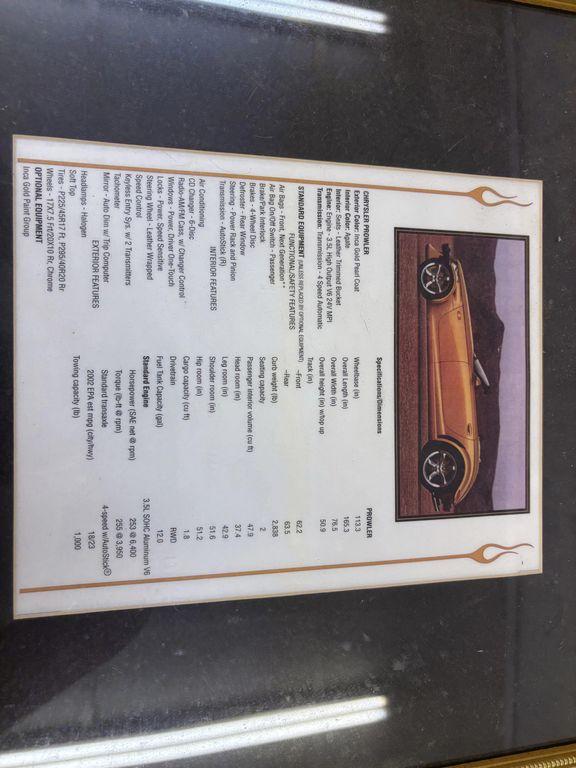 CHRYSLER PROWLER
Exterior Color: Inca Gold Pearl Coat
Interior Color: Agate
Interior: Seats - Leather Trimmed Bucket
Engine: Engine - 3.5L High Output V6 24V MPI
Transmission: Transmission - 4 Speed Automatic
STANDARD EQUIPMENT (UNLESS REPLACED BY OPTIONAL EQUIPMENT)
FUNCTIONAL/SAFETY FEATURES
Air Bags - Front, Next Generation**
Air Bag On/Off Switch - Passenger
Brake/Park Interlock
Brakes - 4-Wheel Disc
Defroster - Rear Window
Steering - Power Rack and Pinion
Transmission - AutoStick (R)
INTERIOR FEATURES
Air Conditioning
CD Changer - 6-Disc
Radio-AM/FM Cass. w/ Changer Control
Windows - Power, Driver One-Touch
Locks - Power, Speed Sensitive
Steering Wheel - Leather Wrapped
Speed Control
Keyless Entry Sys. w/ 2 Transmitters
Tachometer
Mirror - Auto Dim w/ Trip Computer
EXTERIOR FEATURES
Headlamps - Halogen
Soft Top
Tires - P225/45R17 Ft, P295/40R20 Rr
Wheels - 17X7.5 Fnt/20X10 Rr, Chrome
OPTIONAL EQUIPMENT
Inca Gold Paint Group
Specifications/Dimensions
PROWLER
Wheelbase (in) 113.3
Overall Length (in) 165.3
Overall Width (in) 76.5
Overall height (in) w/top up 50.9
Track (in)
-Front 62.2
-Rear 63.5
Curb weight (lb) 2,838
Seating capacity 2
Passenger interior volume (cu ft) 47.9
Head room (in) 37.4
Leg room (in) 42.9
Shoulder room (in) 51.6
Hip room (in) 51.2
Cargo capacity (cu ft) 1.8
Drivetrain RWD
Fuel Tank Capacity (gal) 12.0
Standard Engine 3.5L SOHC Aluminum V6
Horsepower (SAE net @ rpm) 253 @ 6,400
Torque (lb-ft @ rpm) 255 @ 3,950
Standard transaxle 4-speed w/AutoStick®
2002 EPA est mpg (city/hwy) 18/23
Towing capacity (lb) 1,000